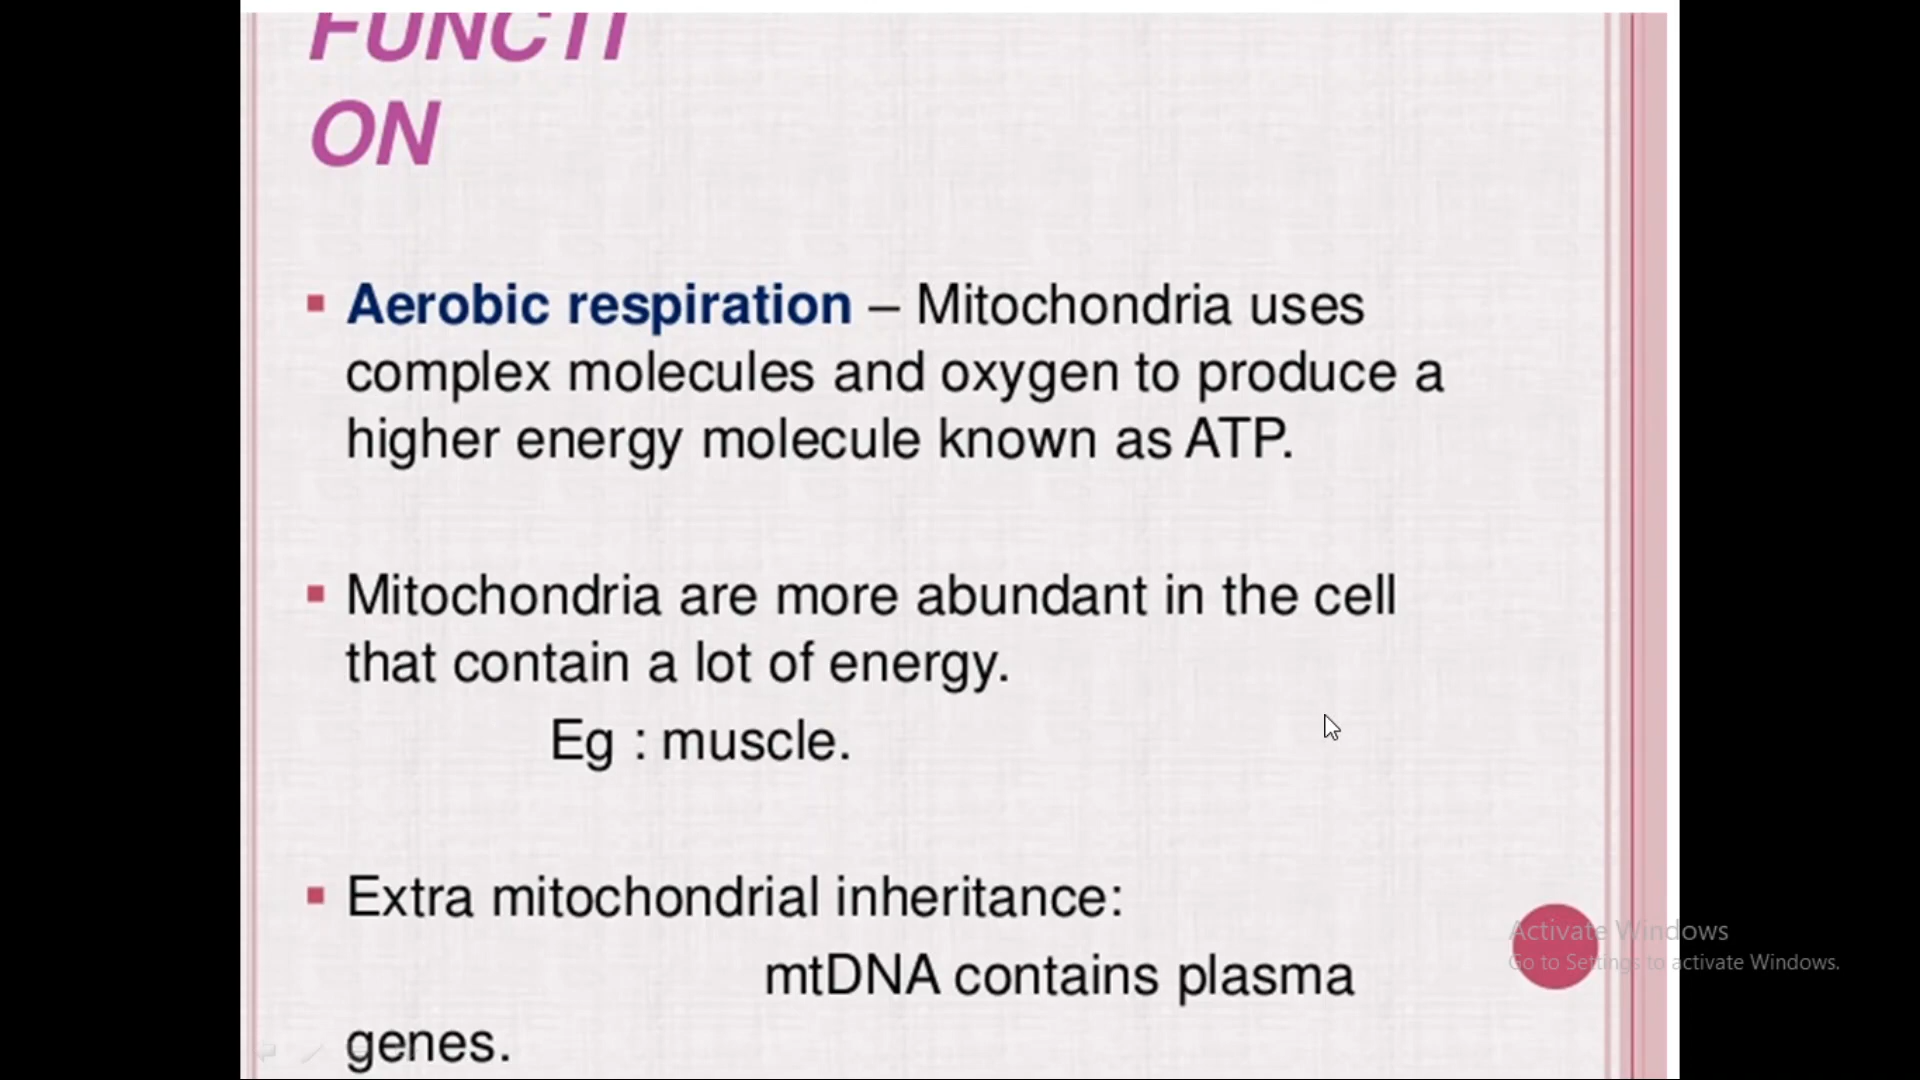 FUNCTI
ON
Aerobic respiration – Mitochondria uses
complex molecules and oxygen to produce a
higher energy molecule known as ATP.
Mitochondria are more abundant in the cell
that contain a lot of energy.
Eg : muscle.
Extra mitochondrial inheritance:
mtDNA contains plasma
genes.
Activate Windows
Go to Settings to activate Windows.